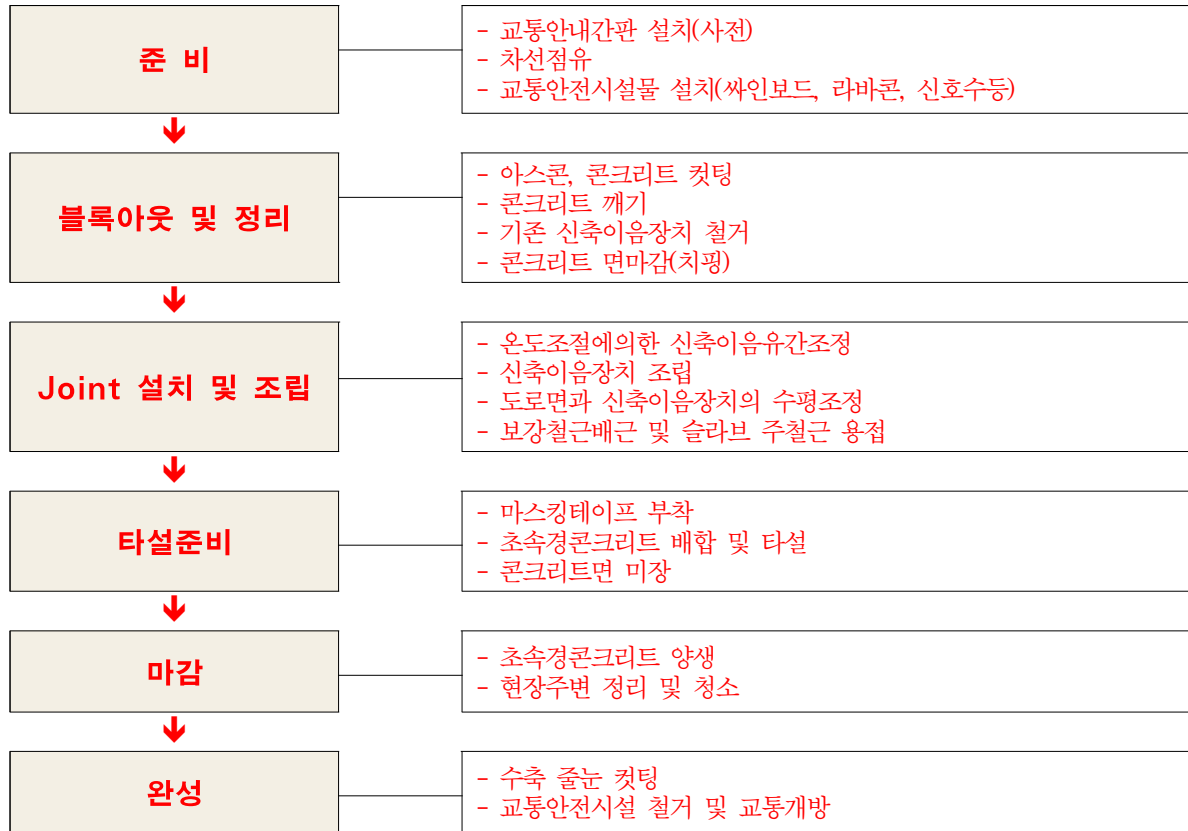 준 비
- 교통안내간판 설치(사전)
- 차선점유
- 교통안전시설물 설치(싸인보드, 라바콘, 신호수등)
블록아웃 및 정리
- 아스콘, 콘크리트 컷팅
- 콘크리트 깨기
- 기존 신축이음장치 철거
- 콘크리트 면마감(치핑)
Joint 설치 및 조립
- 온도조절에의한 신축이음유간조정
- 신축이음장치 조립
- 도로면과 신축이음장치의 수평조정
- 보강철근배근 및 슬라브 주철근 용접
타설준비
- 마스킹테이프 부착
- 초속경콘크리트 배합 및 타설
- 콘크리트면 미장
마감
- 초속경콘크리트 양생
- 현장주변 정리 및 청소
완성
- 수축 줄눈 컷팅
- 교통안전시설 철거 및 교통개방